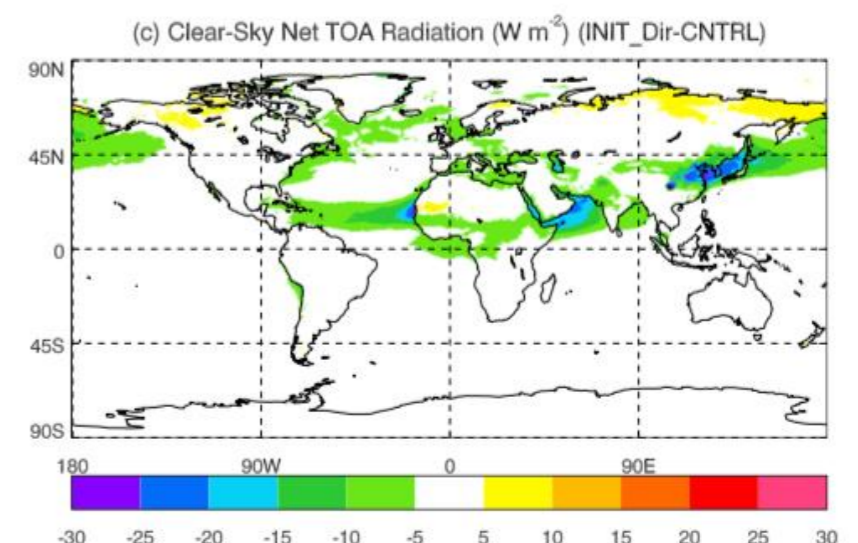 (c) Clear-Sky Net TOA Radiation (W m⁻²) (INIT_Dir-CNTRL)
90N
45N
0
45S
90S
180 90W 0 90E
-30 -25 -20 -15 -10 -5 5 10 15 20 25 30